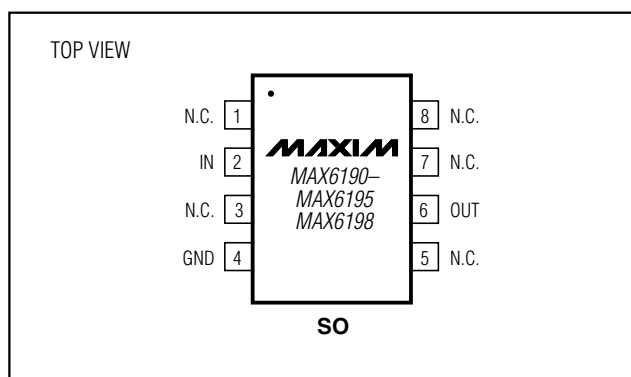 TOP VIEW
N.C. 1
8 N.C.
IN 2
MAXIM
7 N.C.
MAX6190–
MAX6195
N.C. 3
MAX6198
6 OUT
GND 4
5 N.C.
SO